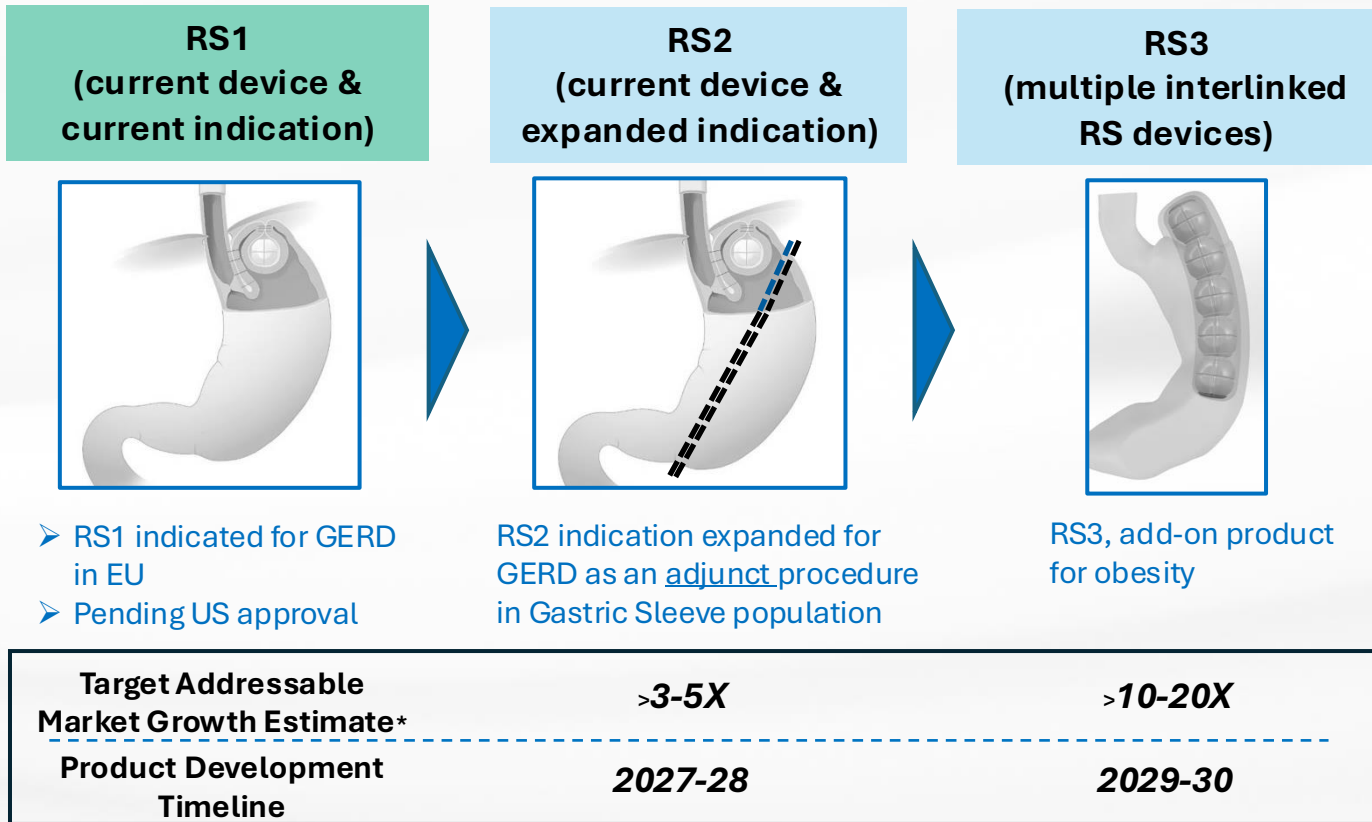 RS1
(current device &
current indication)
RS2
(current device &
expanded indication)
RS3
(multiple interlinked
RS devices)
➢ RS1 indicated for GERD
in EU
➢ Pending US approval
RS2 indication expanded for
GERD as an adjunct procedure
in Gastric Sleeve population
RS3, add-on product
for obesity
Target Addressable
Market Growth Estimate*
>3-5X
>10-20X
Product Development
Timeline
2027-28
2029-30